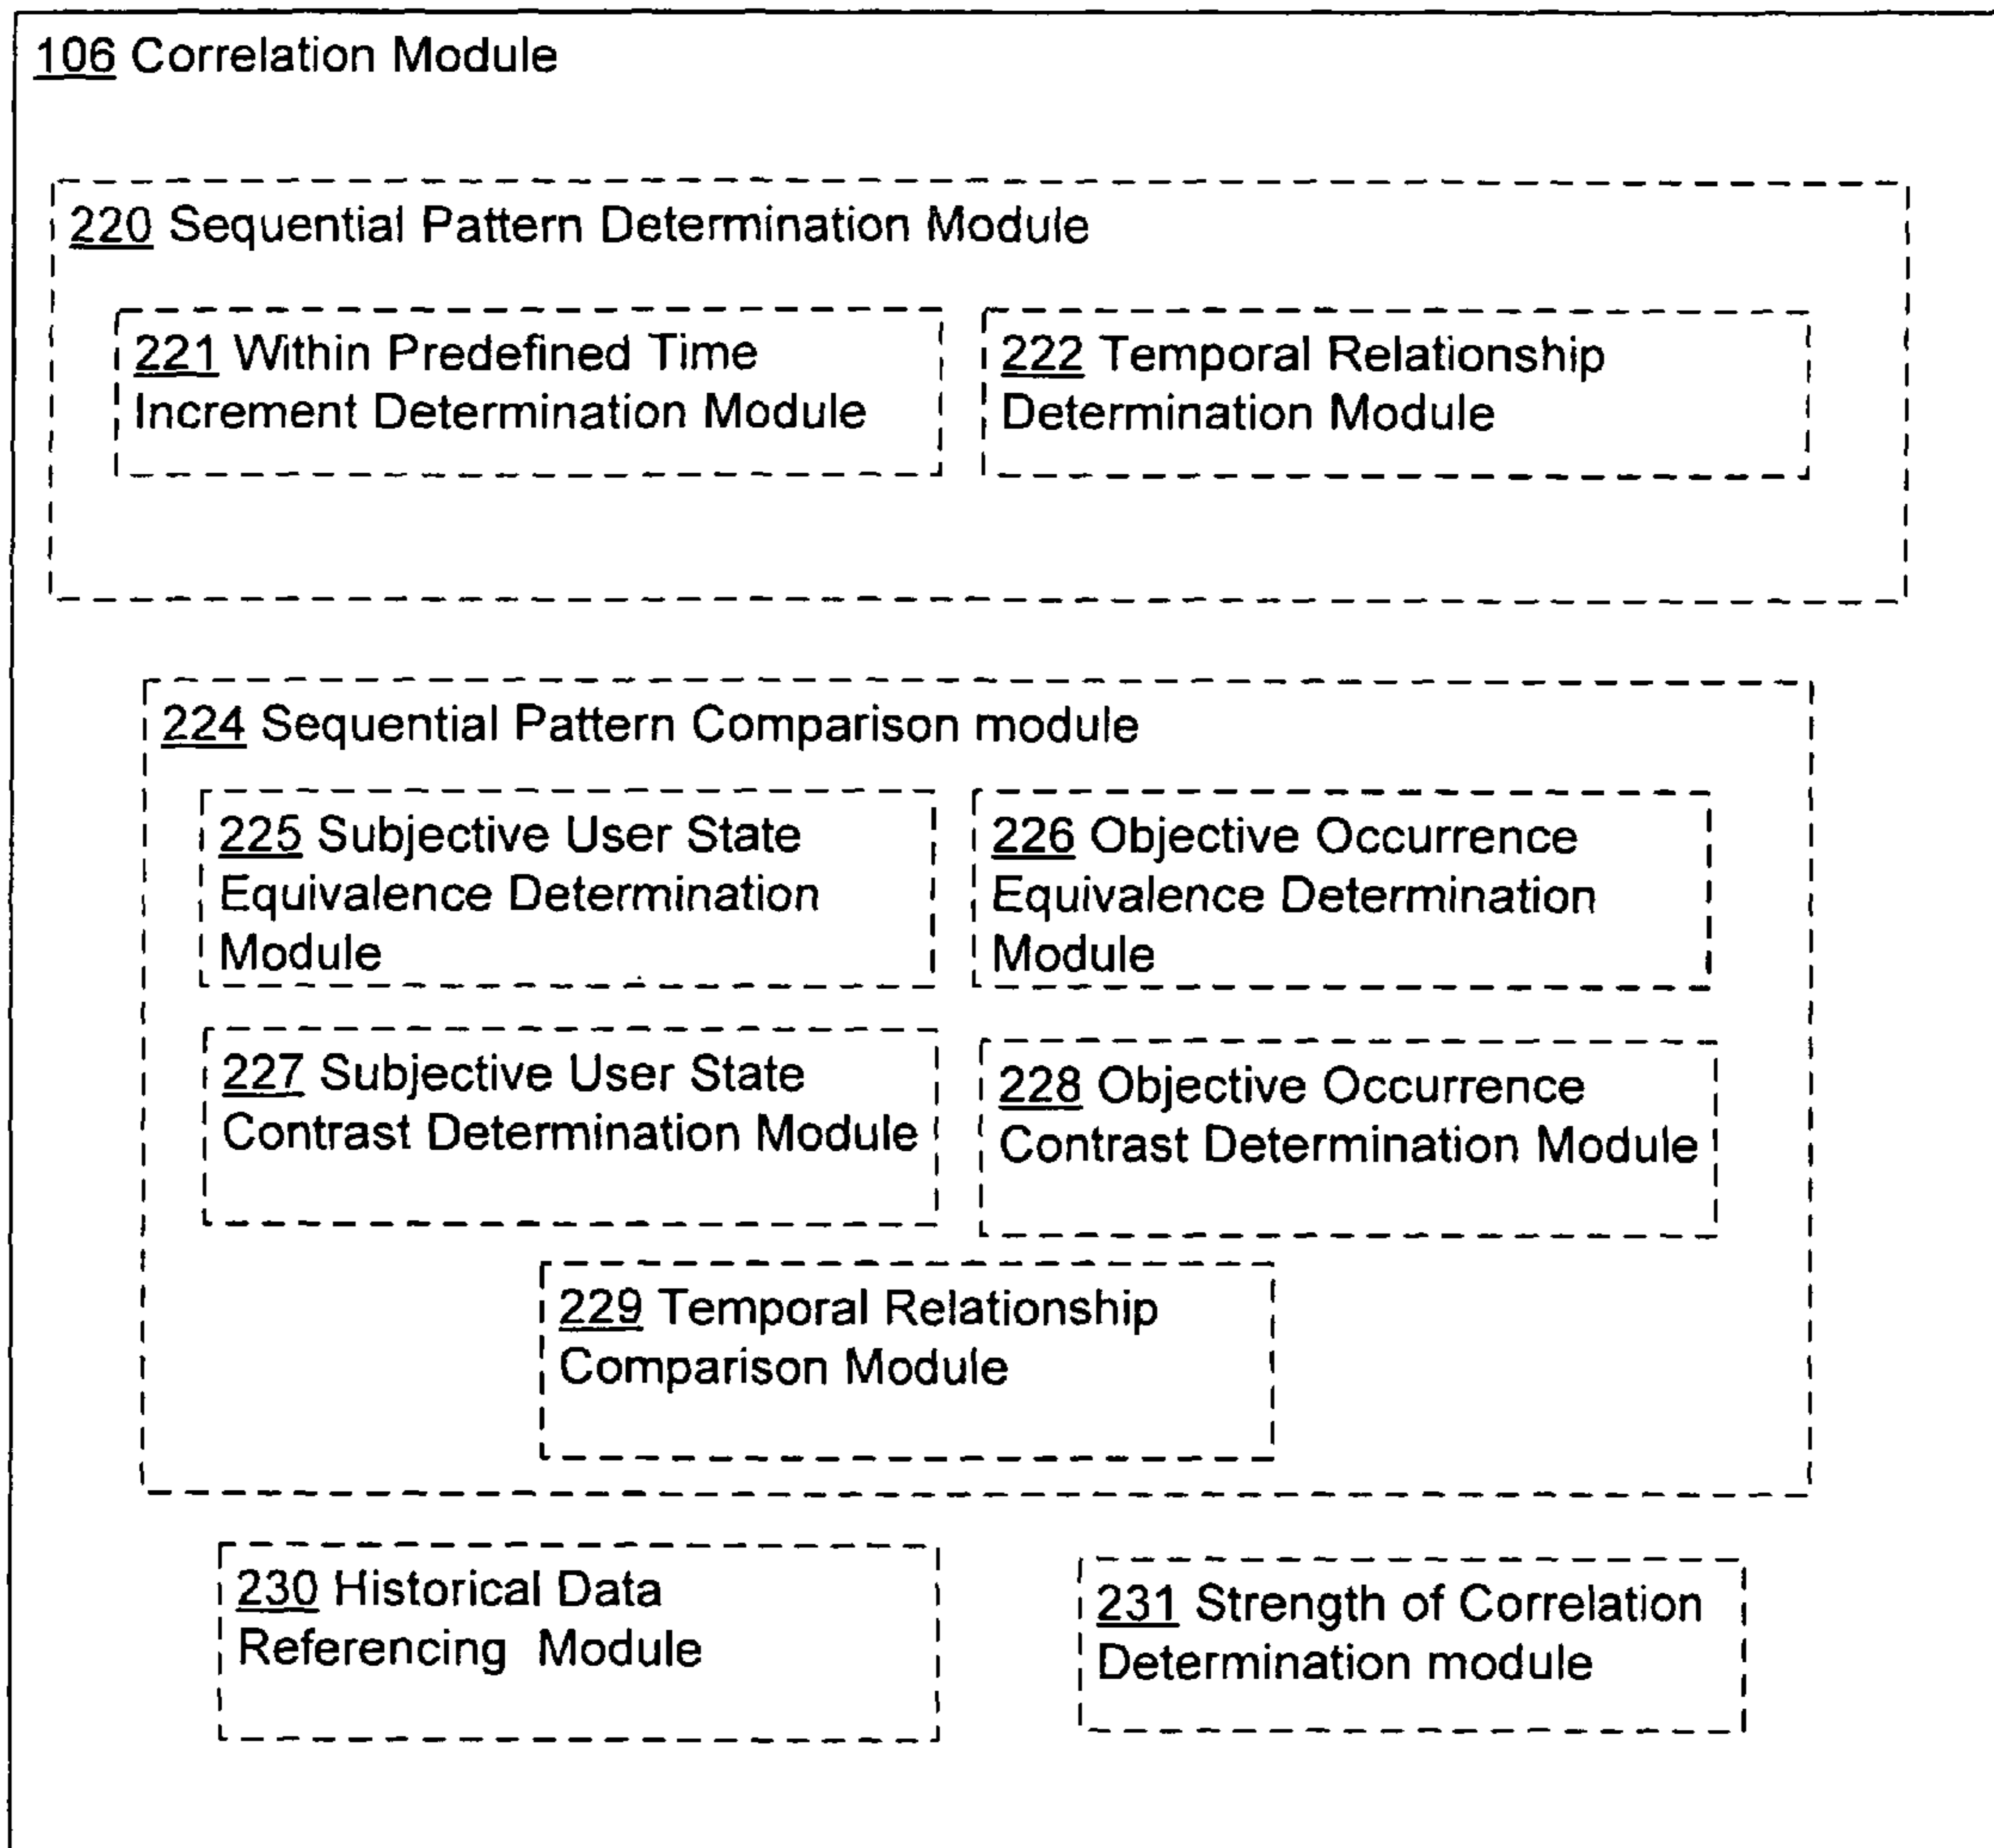 106 Correlation Module
220 Sequential Pattern Determination Module
221 Within Predefined Time
Increment Determination Module
222 Temporal Relationship
Determination Module
224 Sequential Pattern Comparison module
225 Subjective User State
Equivalence Determination
Module
226 Objective Occurrence
Equivalence Determination
Module
227 Subjective User State
Contrast Determination Module
228 Objective Occurrence
Contrast Determination Module
229 Temporal Relationship
Comparison Module
230 Historical Data
Referencing Module
231 Strength of Correlation
Determination module